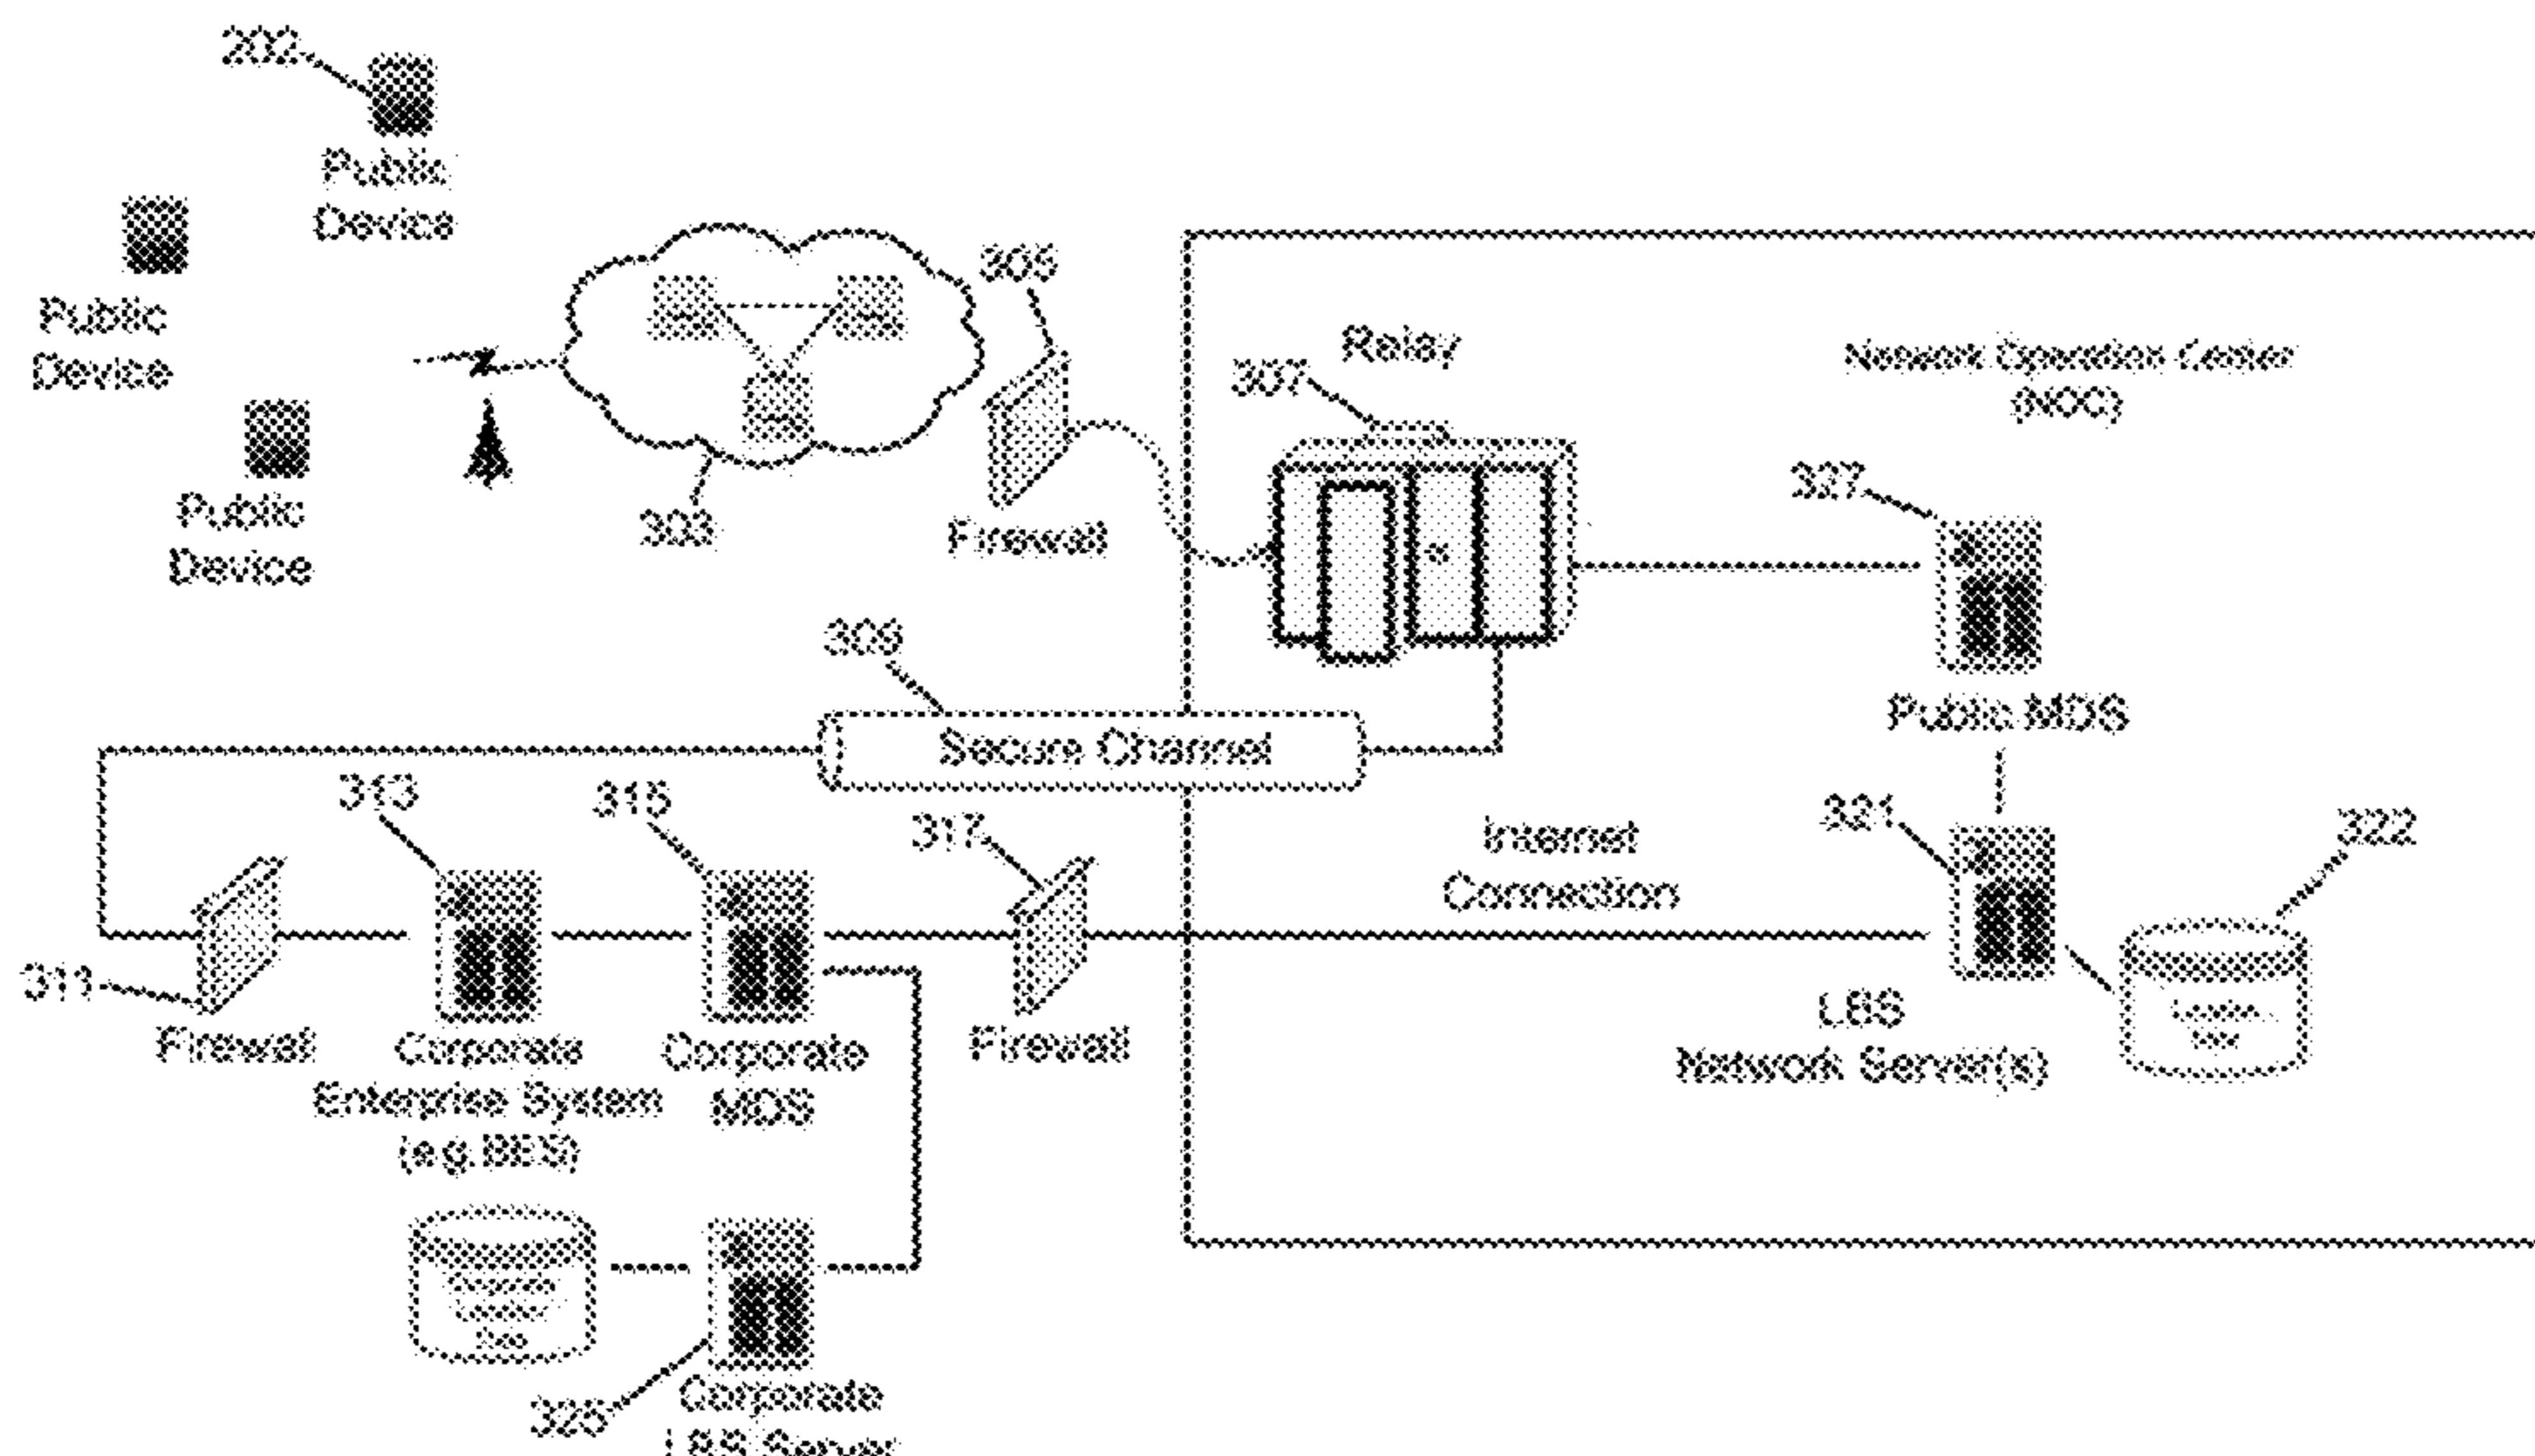 202
Public
Device
Public
Device
Public
Device
303
305
Firewall
Relay
307
Network Operation Center
(NOC)
327
Public MDS
309
Secure Channel
313
315
317
Internet
Connection
321
322
311
Firewall
Corporate
Enterprise System
(e.g. BES)
Corporate
MDS
Firewall
LBS
Network Server(s)
325
Corporate
LBS Server